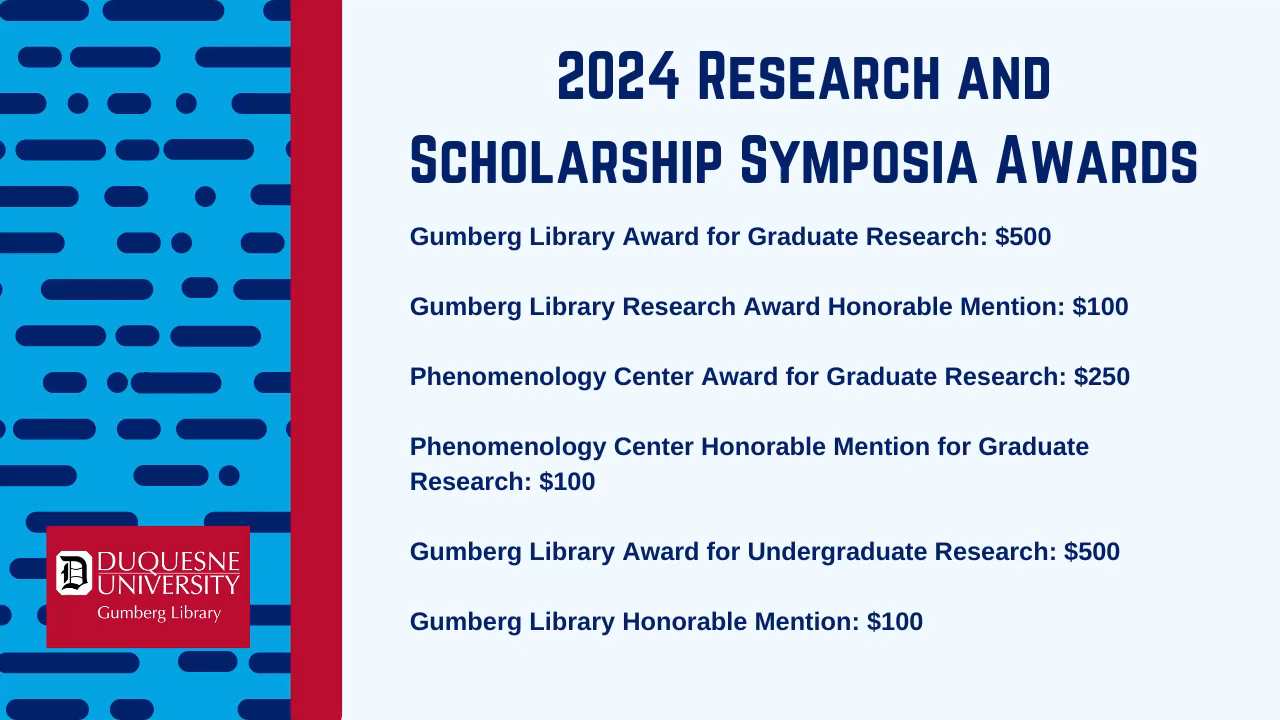 2024 Research and
Scholarship Symposia Awards
Gumberg Library Award for Graduate Research: $500
Gumberg Library Research Award Honorable Mention: $100
Phenomenology Center Award for Graduate Research: $250
Phenomenology Center Honorable Mention for Graduate
Research: $100
Gumberg Library Award for Undergraduate Research: $500
Gumberg Library Honorable Mention: $100
D
DUQUESNE
UNIVERSITY
Gumberg Library